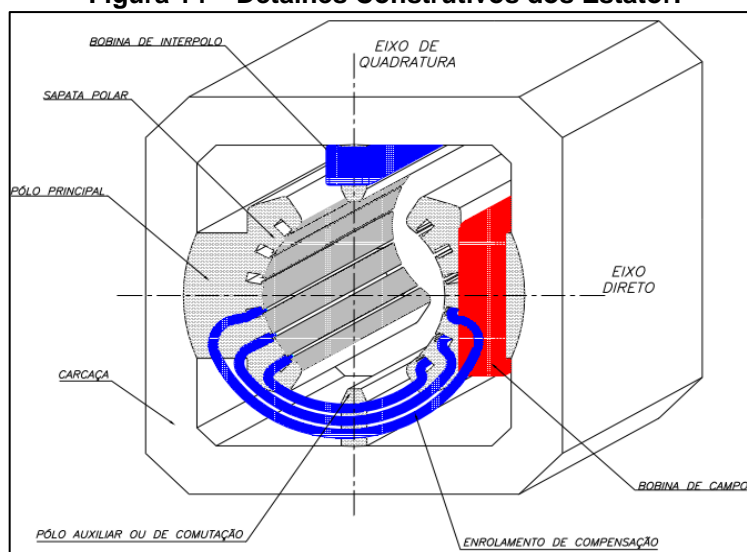 Figura 14 – Detalhes Construtivos dos Estator.
BOBINA DE INTERPOLO
EIXO DE
QUADRATURA
SAPATA POLAR
PÓLO PRINCIPAL
EIXO
DIRETO
CARCAÇA
BOBINA DE CAMPO
PÓLO AUXILIAR OU DE COMUTAÇÃO
ENROLAMENTO DE COMPENSAÇÃO